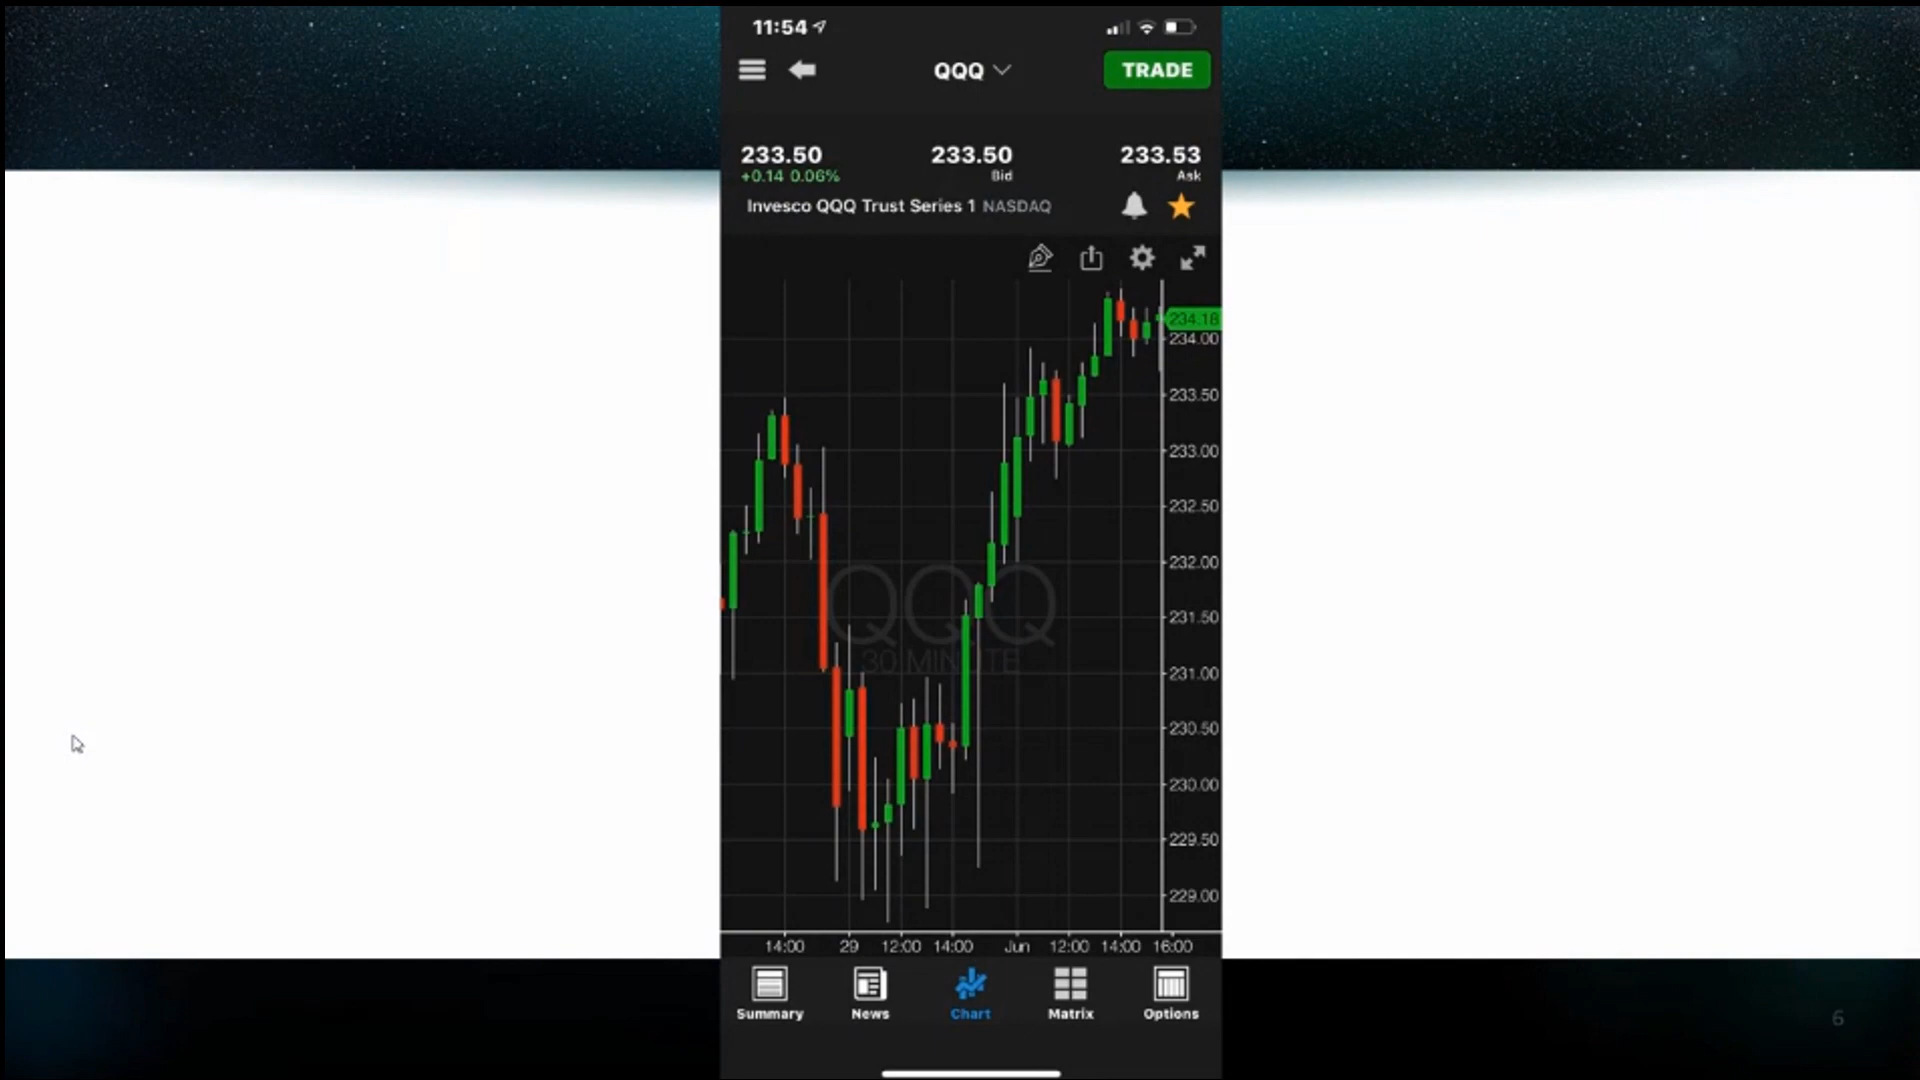 11:54
QQQ
TRADE
233.50 233.50 233.53
+0.14 0.06% Bid Ask
Invesco QQQ Trust Series 1 NASDAQ
234.18
234.00
233.50
233.00
232.50
232.00
231.50
QQQ
30 MINUTE
231.00
230.50
230.00
229.50
229.00
14:00 29 12:00 14:00 Jun 12:00 14:00 16:00
Summary News Chart Matrix Options
6